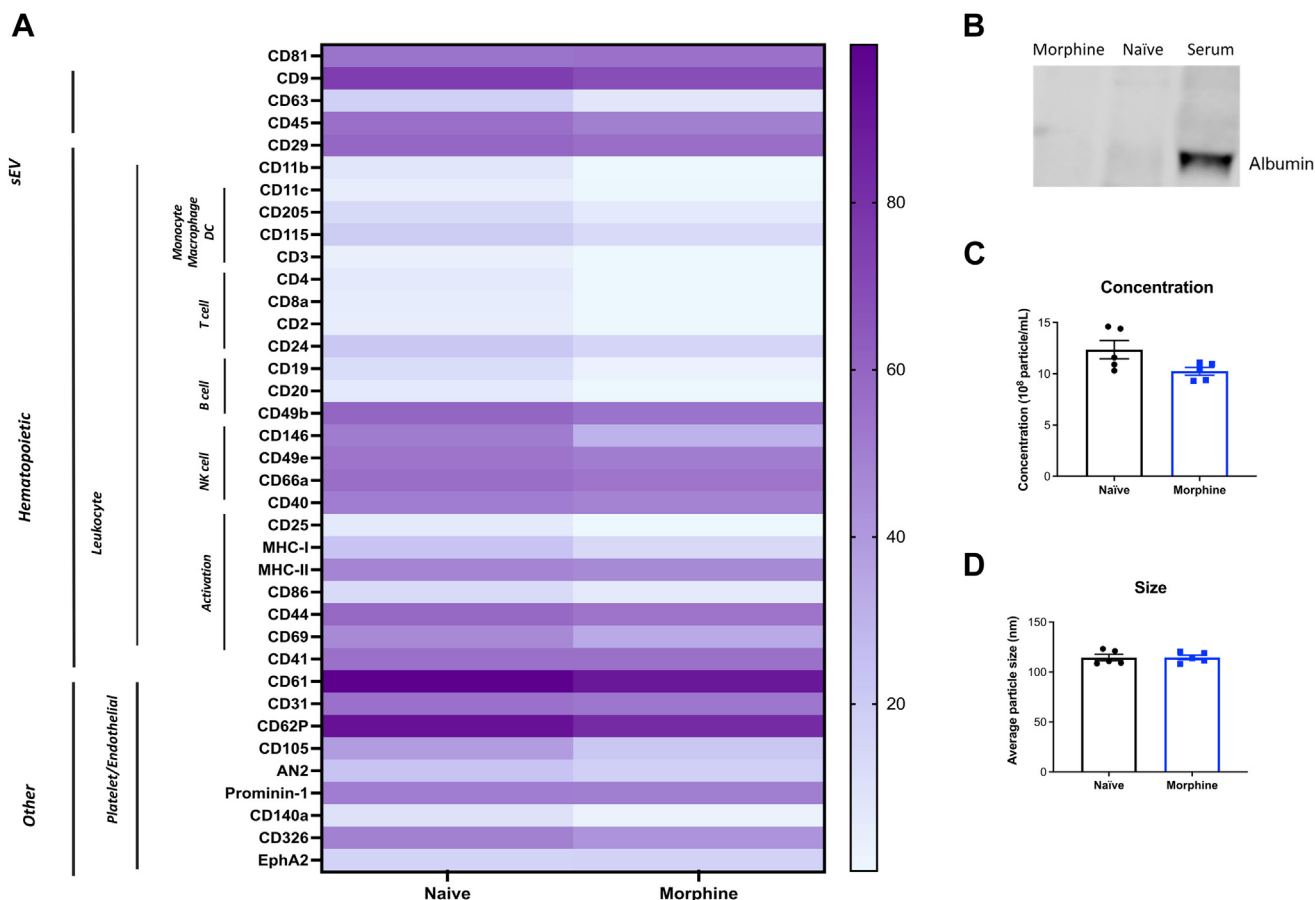 A
sEV
Hematopoietic
Other
Leukocyte
Platelet/Endothelial
Monocyte
Macrophage
DC
T cell
B cell
NK cell
Activation
CD81
CD9
CD63
CD45
CD29
CD11b
CD11c
CD205
CD115
CD3
CD4
CD8a
CD2
CD24
CD19
CD20
CD49b
CD146
CD49e
CD66a
CD40
CD25
MHC-I
MHC-II
CD86
CD44
CD69
CD41
CD61
CD31
CD62P
CD105
AN2
Prominin-1
CD140a
CD326
EphA2
Naive Morphine
80
60
40
20
B
Morphine Naïve Serum
Albumin
C
Concentration
Concentration (10⁸ particle/mL)
15
10
5
0
Naïve Morphine
D
Size
Average particle size (nm)
150
100
50
0
Naïve Morphine